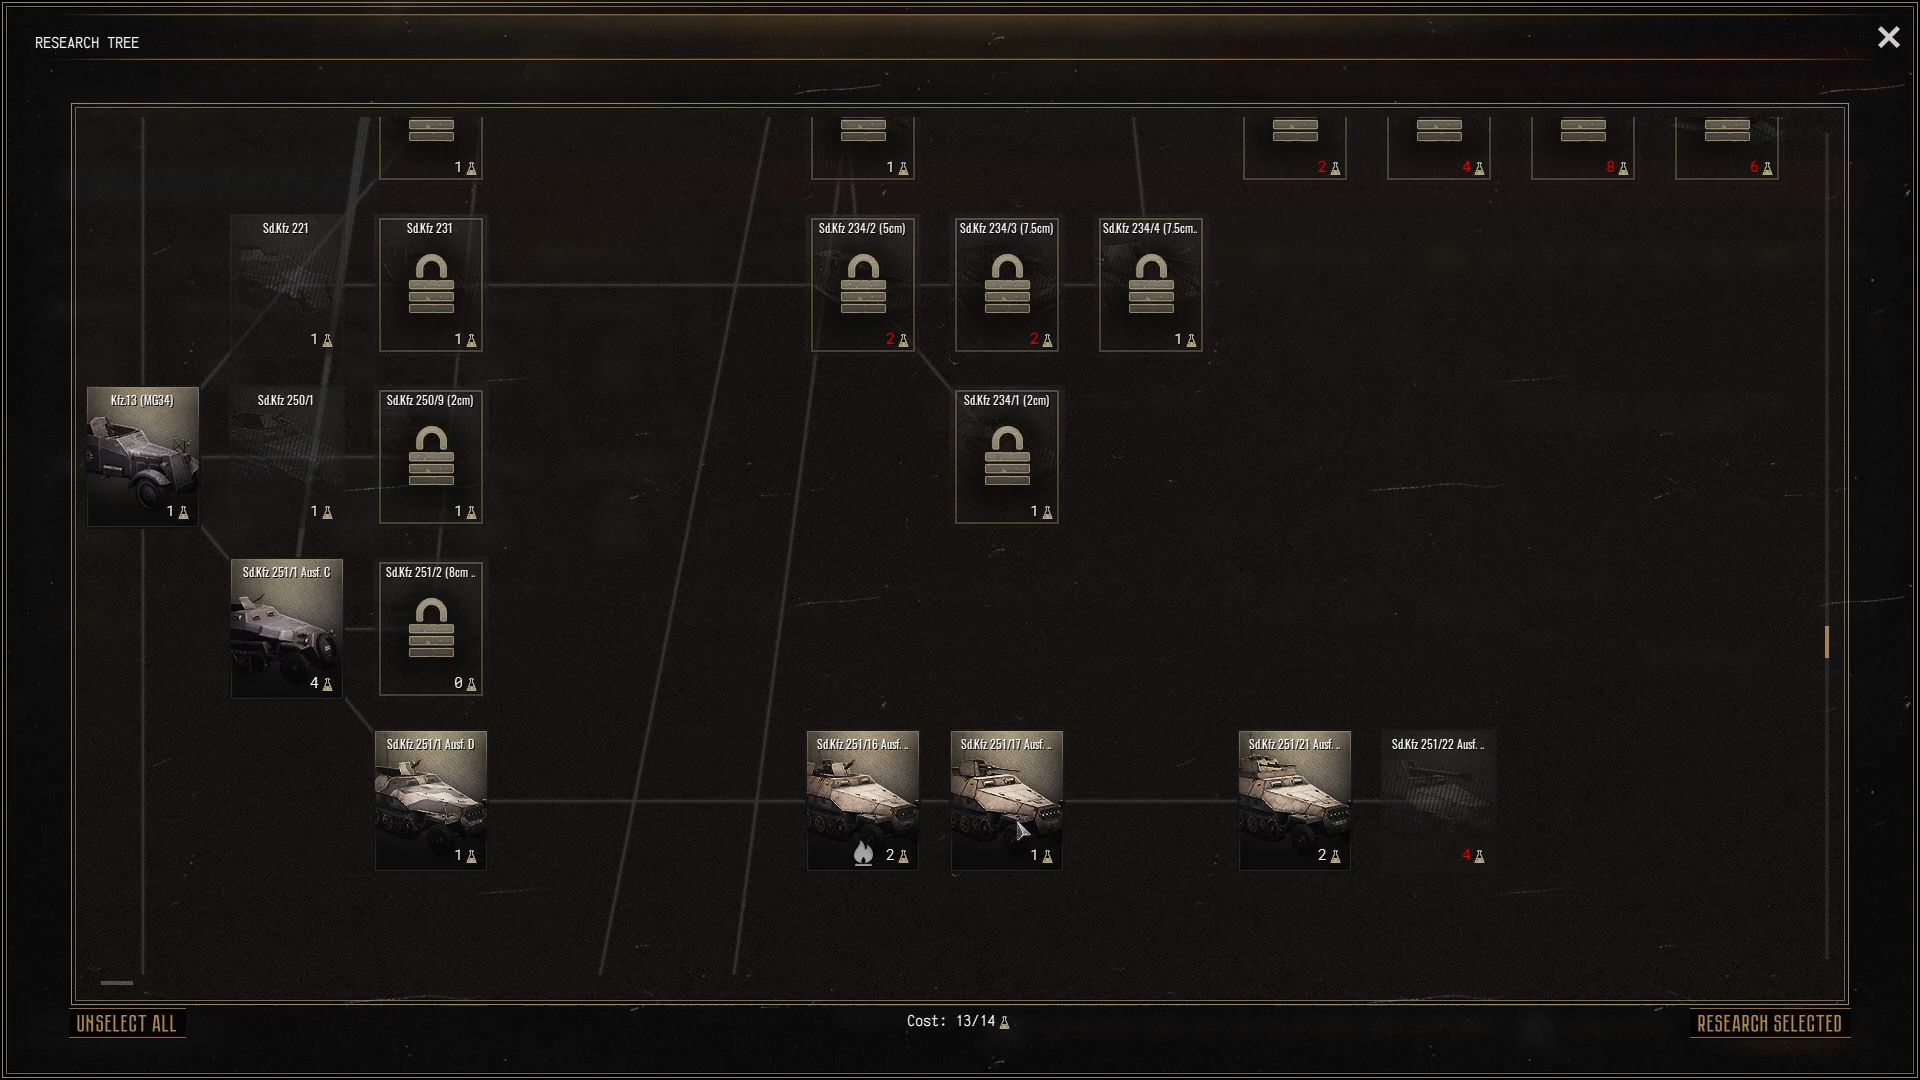 RESEARCH TREE
1
1
2
4
8
6
Sd.Kfz 221
Sd.Kfz 231
Sd.Kfz 234/2 (5cm)
Sd.Kfz 234/3 (7.5cm)
Sd.Kfz 234/4 (7.5cm..
1
1
2
2
1
Kfz.13 (MG34)
Sd.Kfz 250/1
Sd.Kfz 250/9 (2cm)
Sd.Kfz 234/1 (2cm)
1
1
1
1
Sd.Kfz 251/1 Ausf. C
Sd.Kfz 251/2 (8cm ..
4
0
Sd.Kfz 251/1 Ausf. D
Sd.Kfz 251/16 Ausf. ..
Sd.Kfz 251/17 Ausf. ..
Sd.Kfz 251/21 Ausf. ..
Sd.Kfz 251/22 Ausf. ..
1
2
1
2
4
UNSELECT ALL
Cost: 13/14
RESEARCH SELECTED